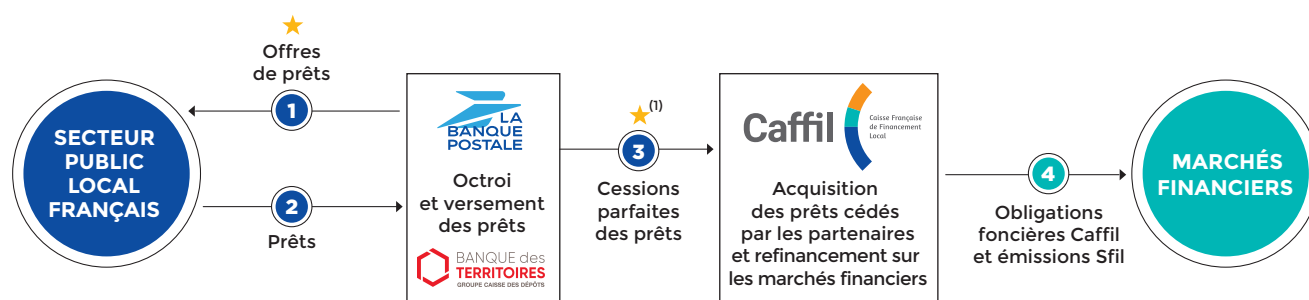 SECTEUR
PUBLIC
LOCAL
FRANÇAIS
Offres
de prêts
1
2
Prêts
LA
BANQUE
POSTALE
Octroi
et versement
des prêts
BANQUE des
TERRITOIRES
GROUPE CAISSE DES DÉPÔTS
(1)
3
Cessions
parfaites
des prêts
Caffil
Caisse Française
de Financement
Local
Acquisition
des prêts cédés
par les partenaires
et refinancement sur
les marchés financiers
4
Obligations
foncières Caffil
et émissions Sfil
MARCHÉS
FINANCIERS